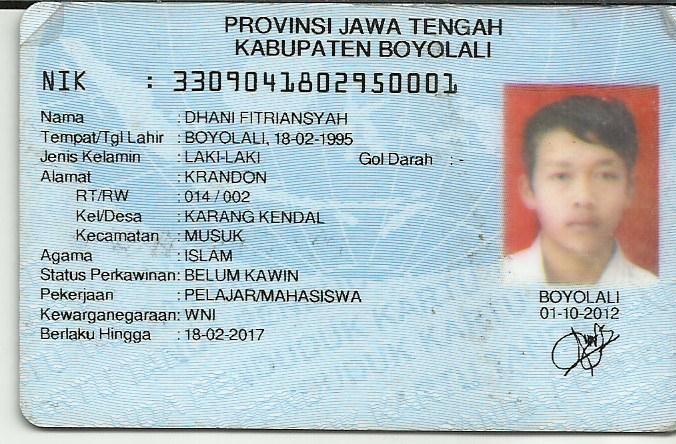 PROVINSI JAWA TENGAH
KABUPATEN BOYOLALI
NIK : 3309041802950001
Nama : DHANI FITRIANSYAH
Tempat/Tgl Lahir : BOYOLALI, 18-02-1995
Jenis Kelamin : LAKI-LAKI Gol Darah : -
Alamat : KRANDON
RT/RW : 014 / 002
Kel/Desa : KARANG KENDAL
Kecamatan : MUSUK
Agama : ISLAM
Status Perkawinan: BELUM KAWIN
Pekerjaan : PELAJAR/MAHASISWA
Kewarganegaraan: WNI
Berlaku Hingga : 18-02-2017
BOYOLALI
01-10-2012